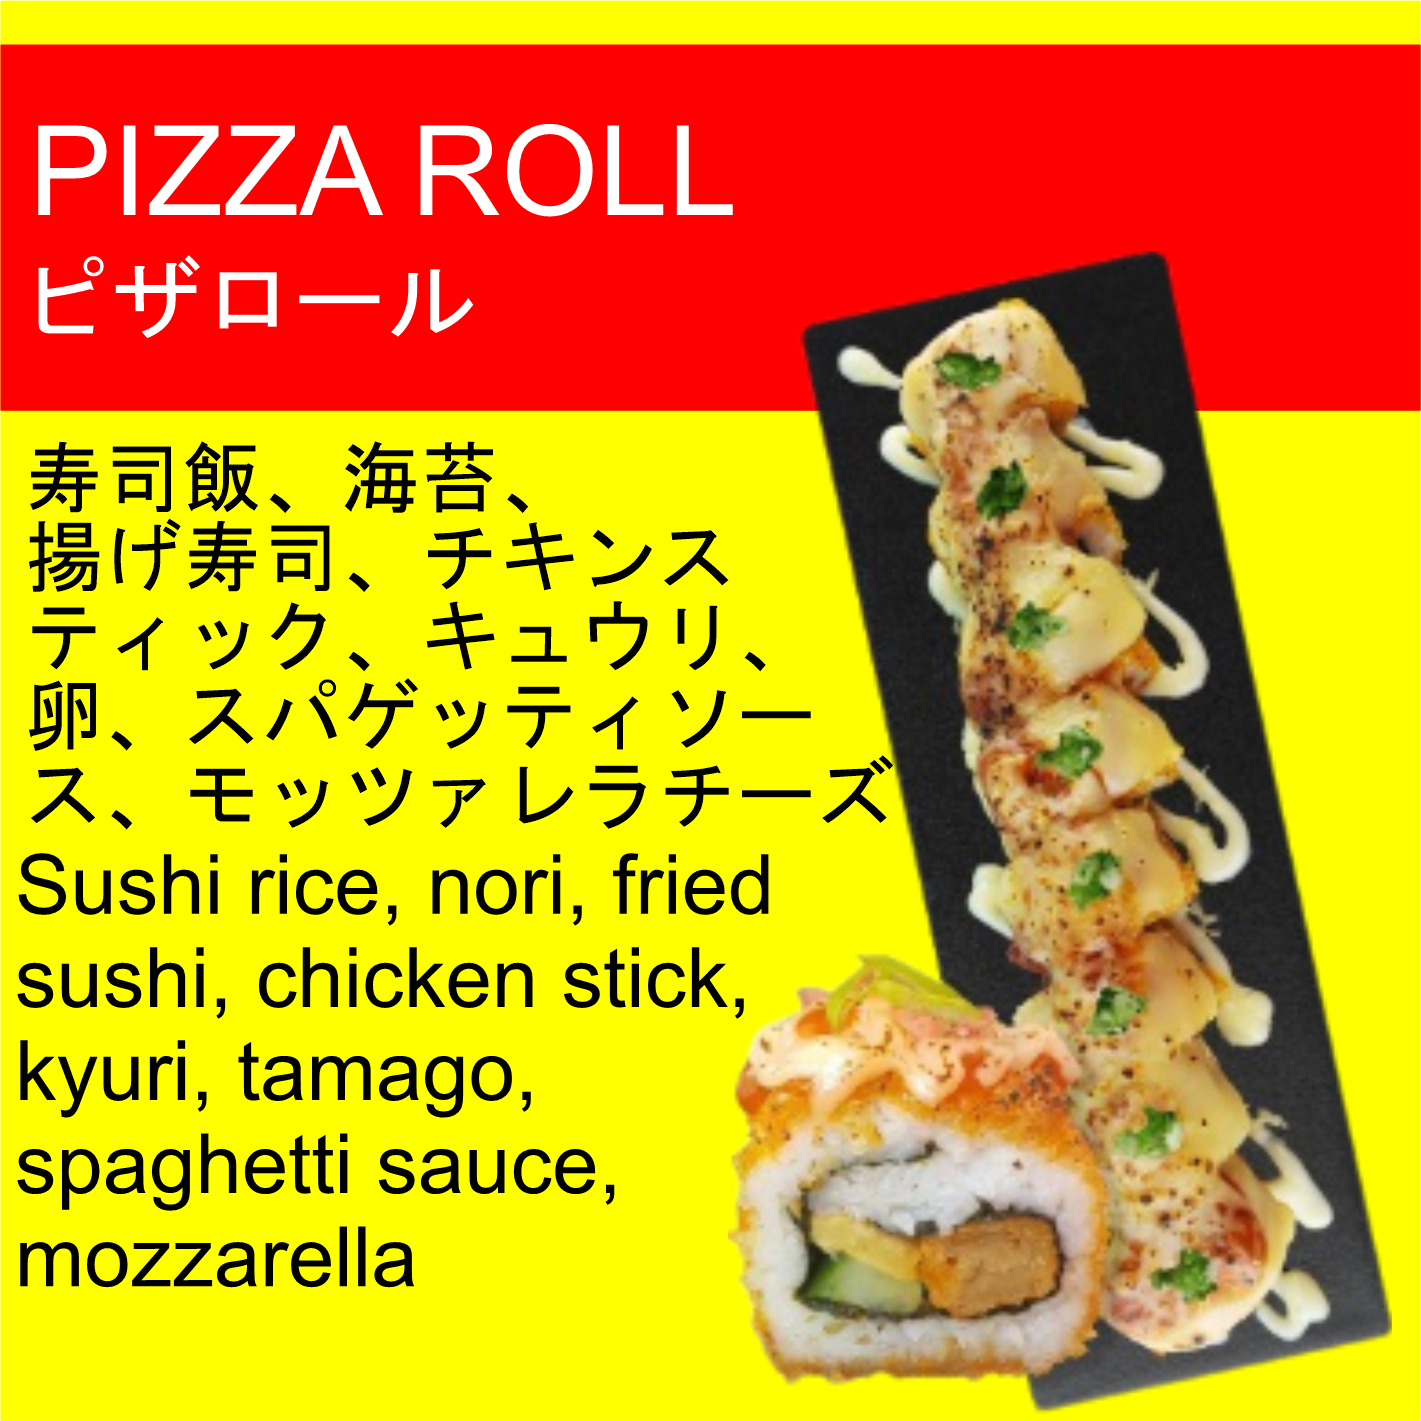 PIZZA ROLL
ピザロール
寿司飯、海苔、
揚げ寿司、チキンス
ティック、キュウリ、
卵、スパゲッティソー
ス、モッツァレラチーズ
Sushi rice, nori, fried
sushi, chicken stick,
kyuri, tamago,
spaghetti sauce,
mozzarella